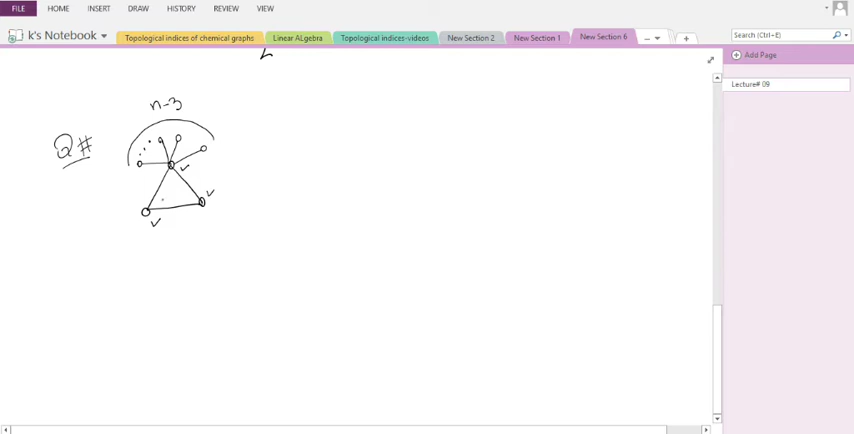 FILE HOME INSERT DRAW HISTORY REVIEW VIEW
k's Notebook Topological indices of chemical graphs Linear ALgebra Topological indices-videos New Section 2 New Section 1 New Section 6 Search (Ctrl+E)
Add Page
Lecture# 09
n-3
Q#